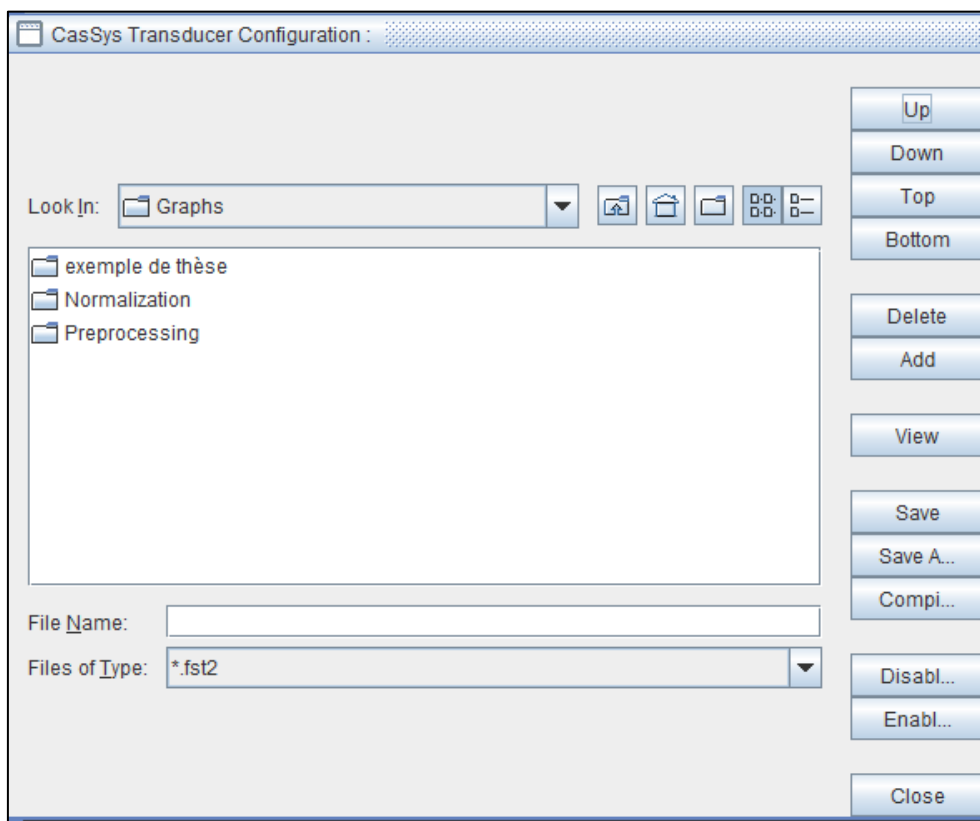 CasSys Transducer Configuration :
Look In:
Graphs
exemple de thèse
Normalization
Preprocessing
File Name:
Files of Type:
*.fst2
Up
Down
Top
Bottom
Delete
Add
View
Save
Save A...
Compi...
Disabl...
Enabl...
Close